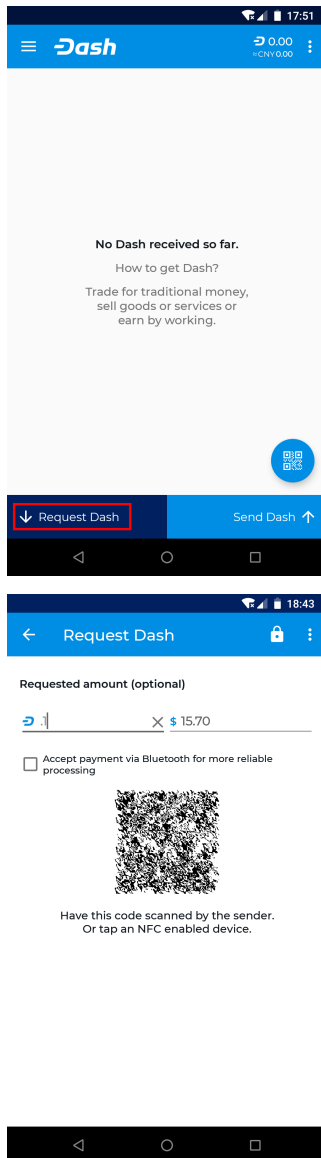 17:51
Dash
0.00
≈CNY 0.00
No Dash received so far.
How to get Dash?
Trade for traditional money,
sell goods or services or
earn by working.
Request Dash
Send Dash
18:43
Request Dash
Requested amount (optional)
.1
$ 15.70
Accept payment via Bluetooth for more reliable
processing
Have this code scanned by the sender.
Or tap an NFC enabled device.